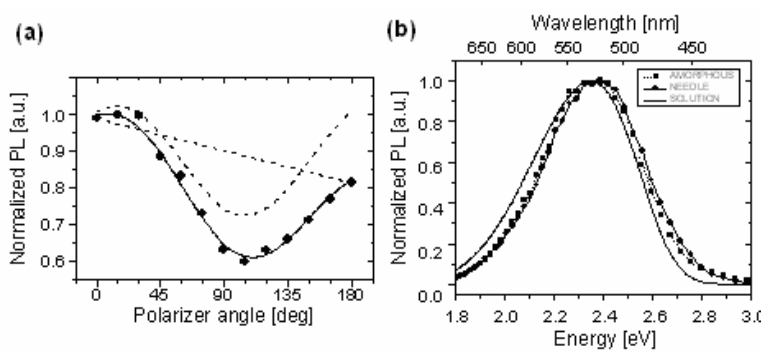 (a)
Normalized PL [a.u.]
1.0
0.9
0.8
0.7
0.6
0 45 90 135 180
Polarizer angle [deg]
(b)
Wavelength [nm]
650 600 550 500 450
Normalized PL [a.u.]
1.0
0.8
0.6
0.4
0.2
0.0
AMORPHOUS
NEEDLE
SOLUTION
1.8 2.0 2.2 2.4 2.6 2.8 3.0
Energy [eV]